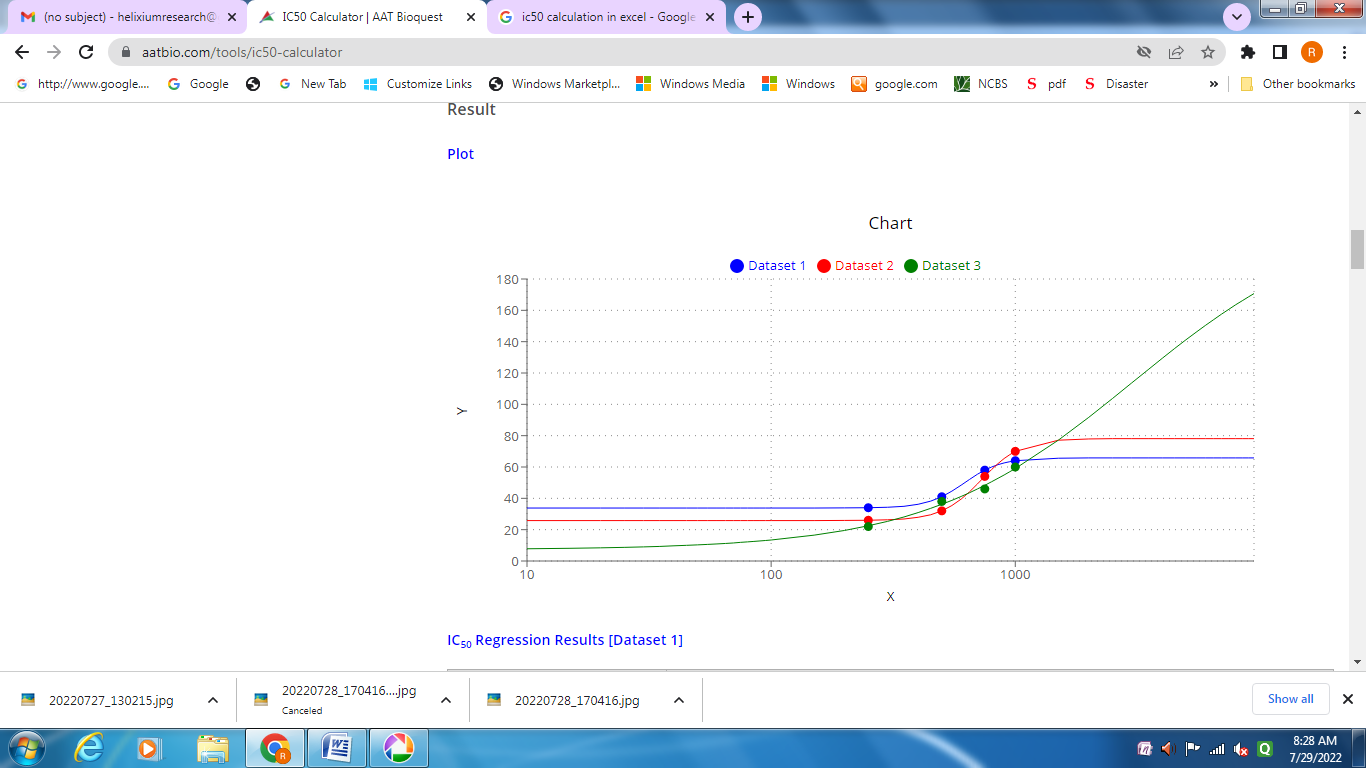 (no subject) - helixiumresearch@
IC50 Calculator | AAT Bioquest
ic50 calculation in excel - Google
aatbio.com/tools/ic50-calculator
R
http://www.google....
Google
New Tab
Customize Links
Windows Marketpl...
Windows Media
Windows
google.com
NCBS
pdf
Disaster
»
Other bookmarks
Result
Plot
Chart
Dataset 1 Dataset 2 Dataset 3
180
160
140
120
100
80
60
40
20
0
Y
10 100 1000
X
IC50 Regression Results [Dataset 1]
20220727_130215.jpg
20220728_170416....jpg
Canceled
20220728_170416.jpg
Show all
8:28 AM
7/29/2022